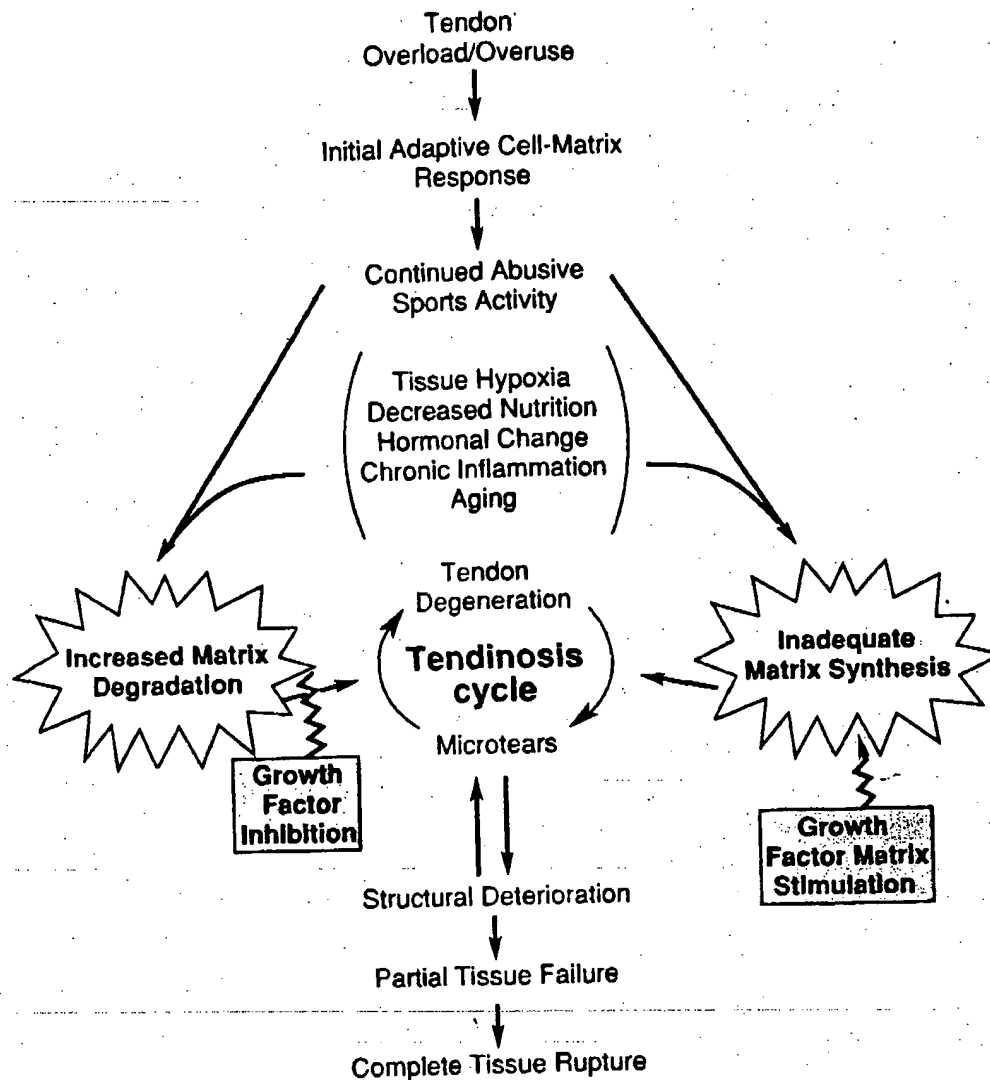 Tendon
Overload/Overuse
Initial Adaptive Cell-Matrix
Response
Continued Abusive
Sports Activity
Tissue Hypoxia
Decreased Nutrition
Hormonal Change
Chronic Inflammation
Aging
Tendon
Degeneration
Increased Matrix
Degradation
Tendinosis
cycle
Inadequate
Matrix Synthesis
Microtears
Growth
Factor
Inhibition
Growth
Factor Matrix
Stimulation
Structural Deterioration
Partial Tissue Failure
Complete Tissue Rupture